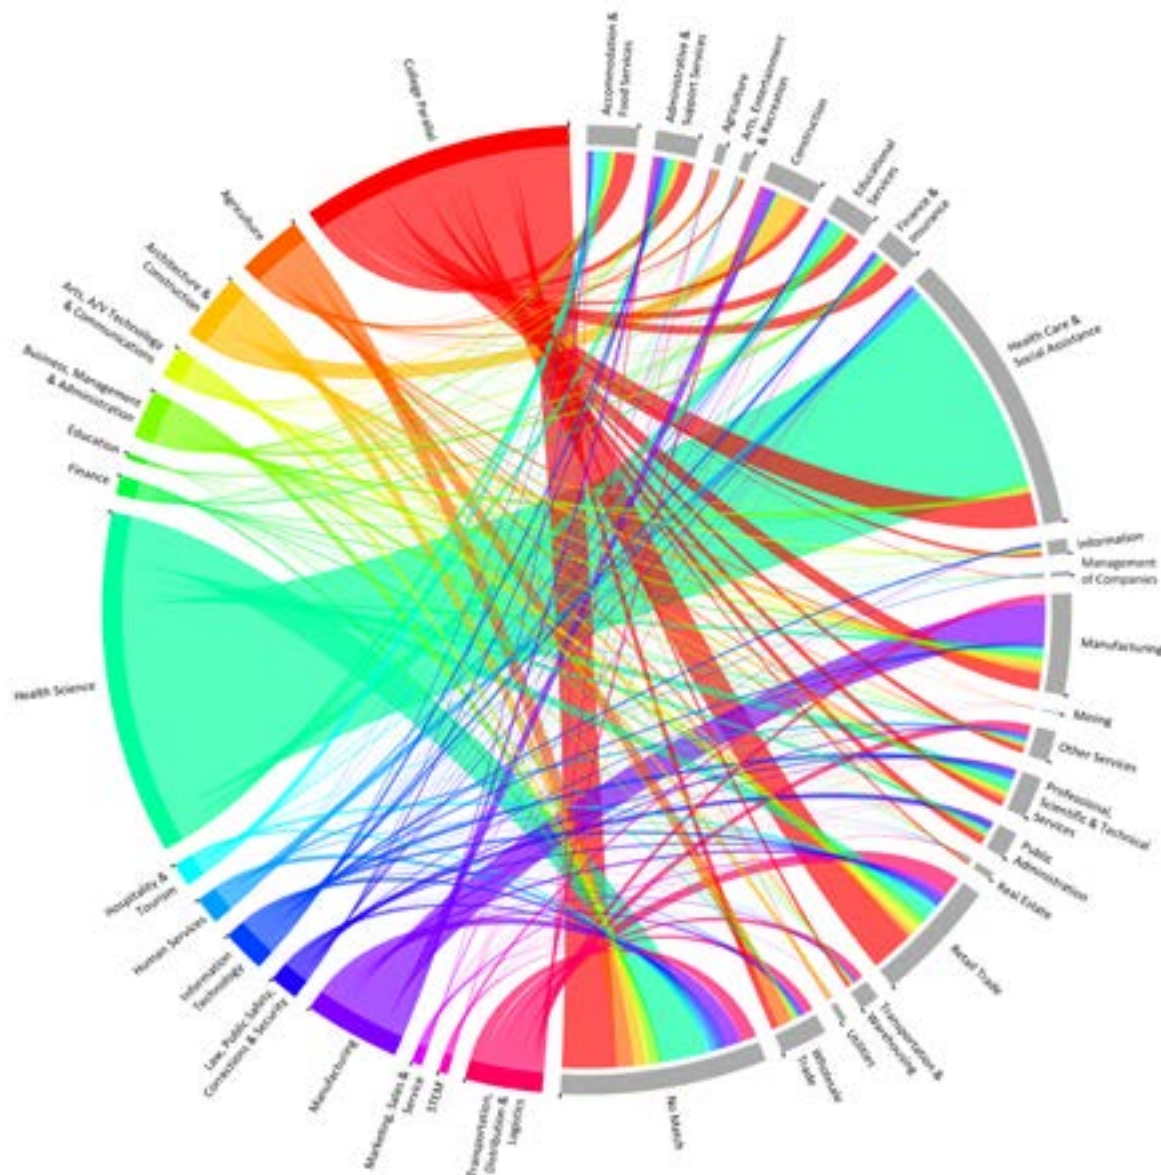 College Parallel
Agriculture
Architecture &
Construction
Arts, A/V Technology
& Communications
Business, Management
& Administration
Education
Finance
Health Science
Hospitality &
Tourism
Human Services
Information
Technology
Law, Public Safety,
Corrections & Security
Manufacturing
Marketing, Sales &
Service
STEM
Transportation,
Distribution &
Logistics
Accommodation &
Food Services
Administrative &
Support Services
Agriculture
Arts, Entertainment
& Recreation
Construction
Educational
Services
Finance &
Insurance
Health Care &
Social Assistance
Information
Management
of Companies
Manufacturing
Mining
Other Services
Professional,
Scientific & Technical
Services
Public
Administration
Real Estate
Retail Trade
Transportation &
Warehousing
Utilities
Wholesale
Trade
No Match